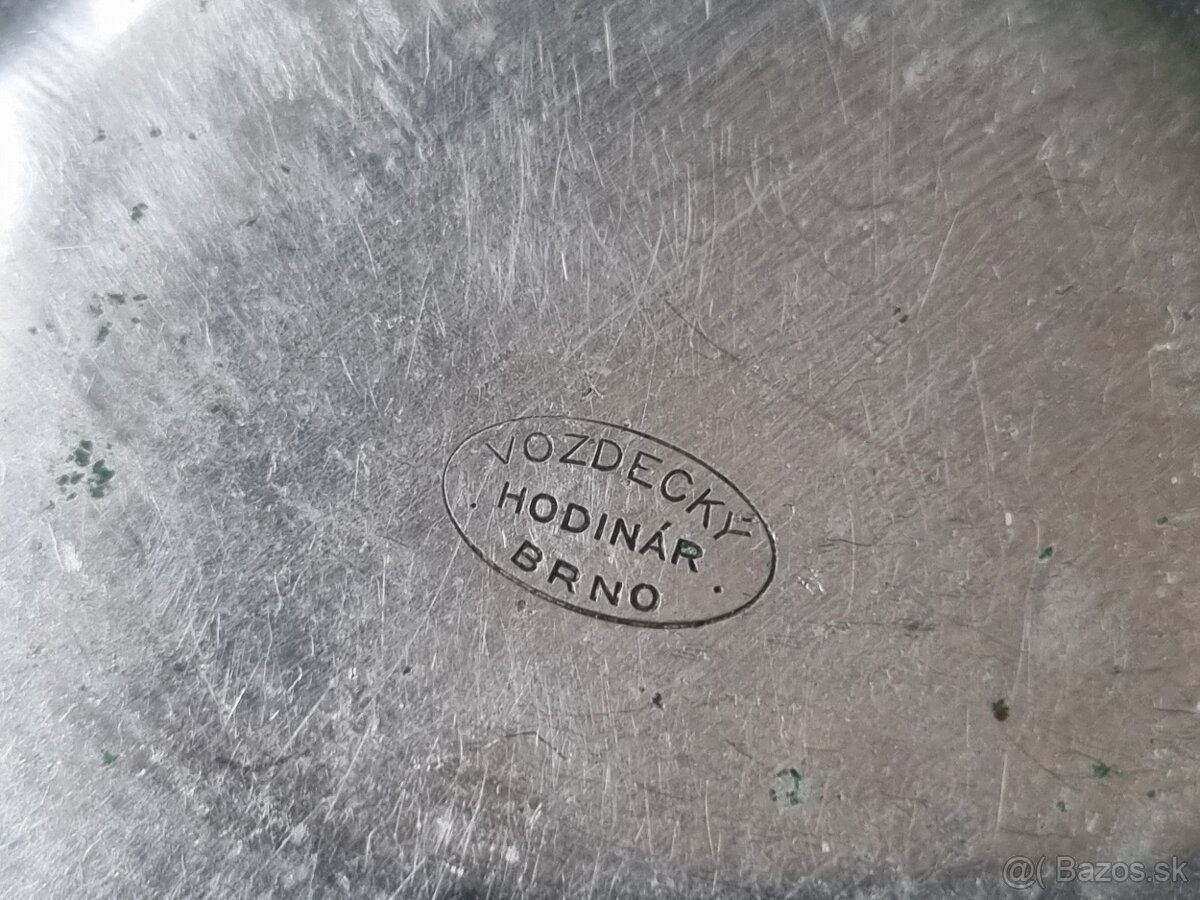 VOZDECKÝ
HODINÁR
BRNO
@( Bazos.sk